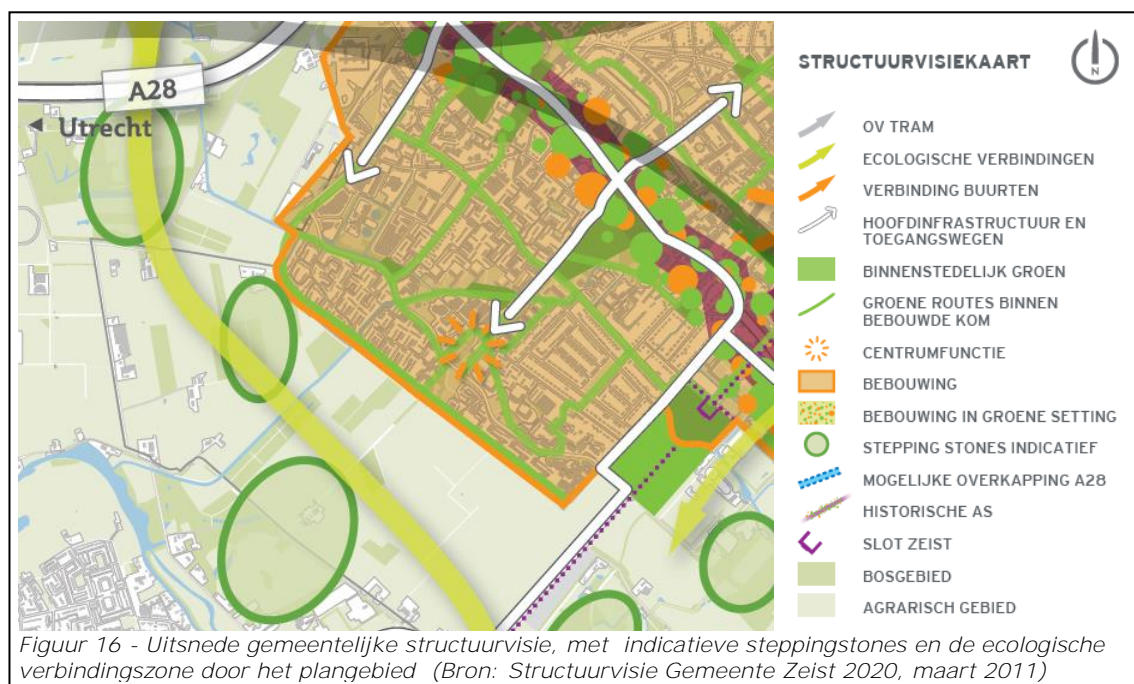 A28
Utrecht
STRUCTUURVISIEKAART
N
OV TRAM
ECOLOGISCHE VERBINDINGEN
VERBINDING BUURTEN
HOOFDINFRASTRUCTUUR EN
TOEGANGSWEGEN
BINNENSTEDELIJK GROEN
GROENE ROUTES BINNEN
BEBOUWDE KOM
CENTRUMFUNCTIE
BEBOUWING
BEBOUWING IN GROENE SETTING
STEPPING STONES INDICATIEF
MOGELIJKE OVERKAPPING A28
HISTORISCHE AS
SLOT ZEIST
BOSGEBIED
AGRARISCH GEBIED
Figuur 16 - Uitsnede gemeentelijke structuurvisie, met indicatieve steppingstones en de ecologische
verbindingszone door het plangebied (Bron: Structuurvisie Gemeente Zeist 2020, maart 2011)